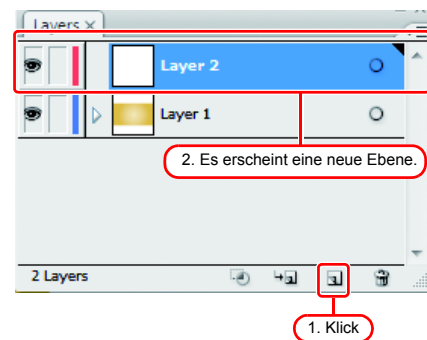 Layers ×
Layer 2
Layer 1
2. Es erscheint eine neue Ebene.
2 Layers
1. Klick